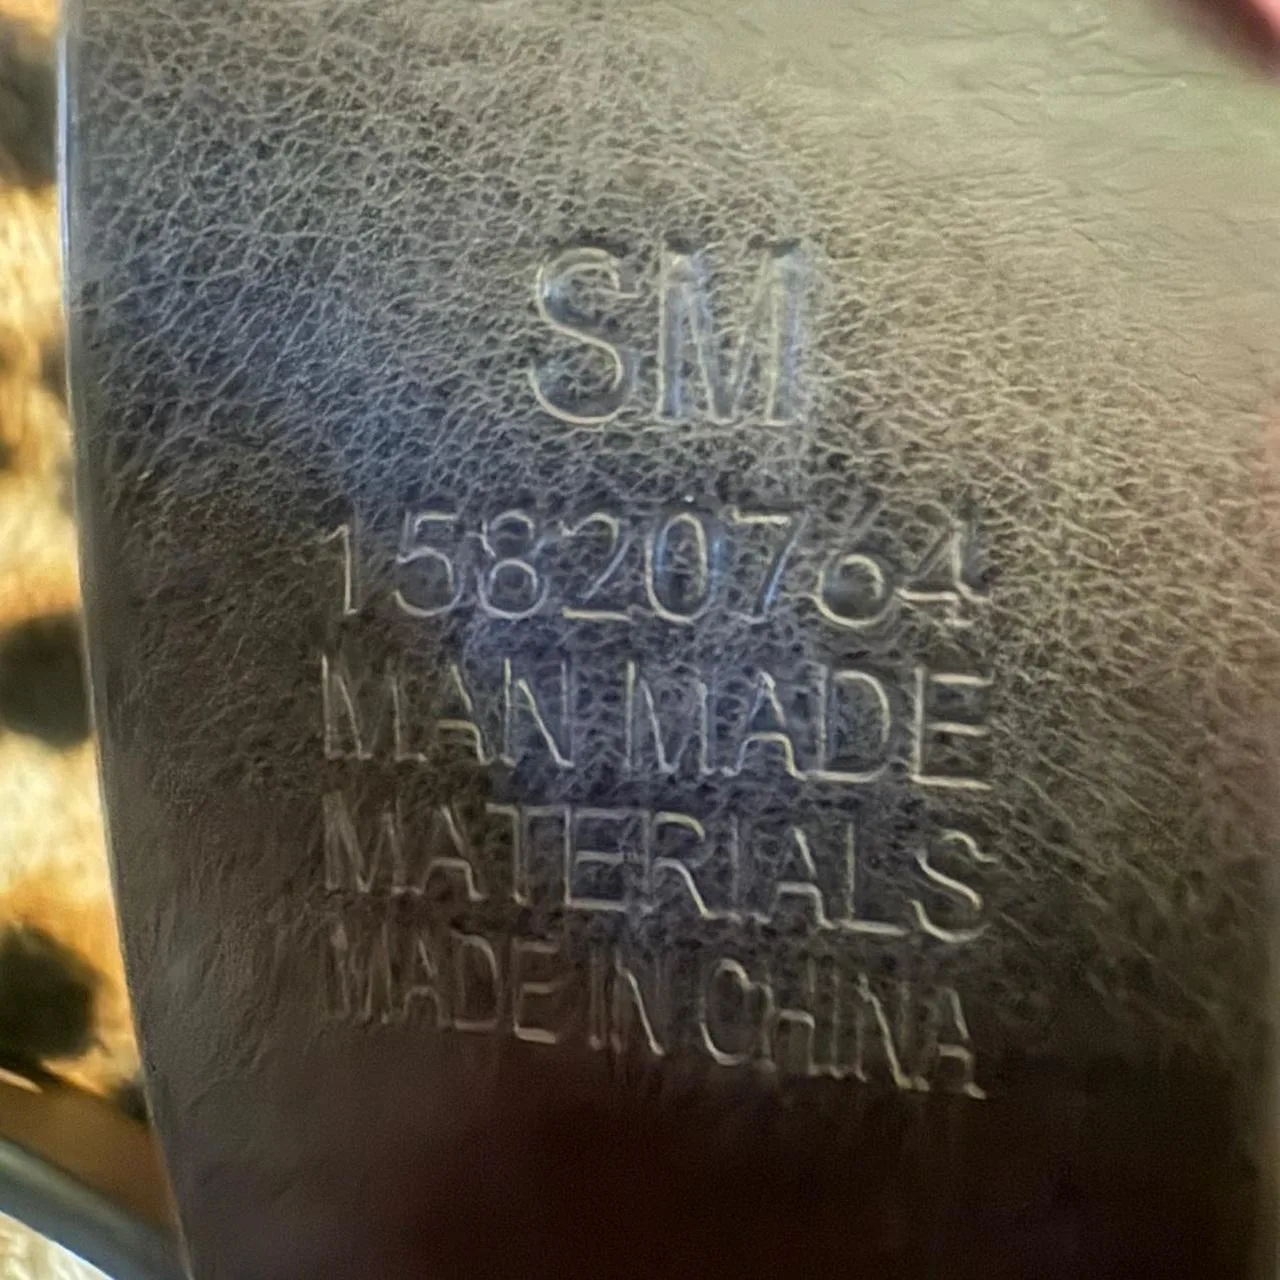 SM
15820764
MAN MADE
MATERIALS
MADE IN CHINA